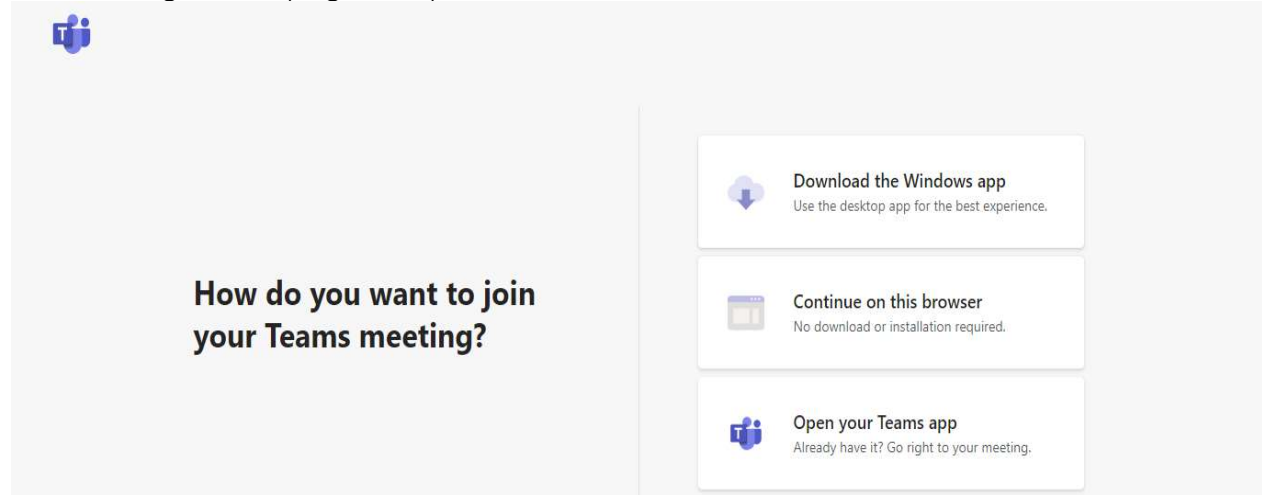 How do you want to join
your Teams meeting?
Download the Windows app
Use the desktop app for the best experience.
Continue on this browser
No download or installation required.
Open your Teams app
Already have it? Go right to your meeting.